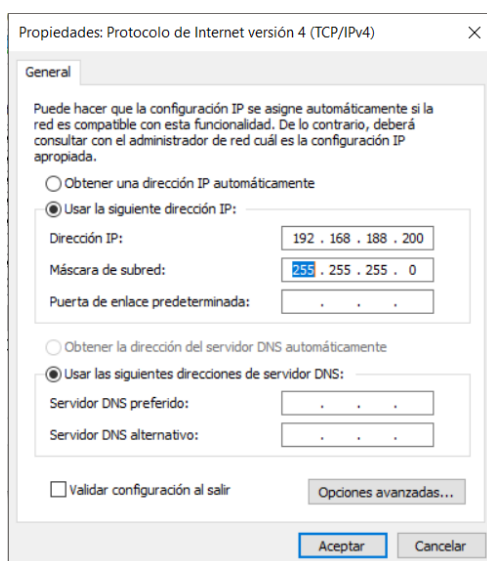 Propiedades: Protocolo de Internet versión 4 (TCP/IPv4)
General
Puede hacer que la configuración IP se asigne automáticamente si la
red es compatible con esta funcionalidad. De lo contrario, deberá
consultar con el administrador de red cuál es la configuración IP
apropiada.
Obtener una dirección IP automáticamente
Usar la siguiente dirección IP:
Dirección IP: 192 . 168 . 188 . 200
Máscara de subred: 255 . 255 . 255 . 0
Puerta de enlace predeterminada: . . .
Obtener la dirección del servidor DNS automáticamente
Usar las siguientes direcciones de servidor DNS:
Servidor DNS preferido: . . .
Servidor DNS alternativo: . . .
Validar configuración al salir Opciones avanzadas...
Aceptar Cancelar